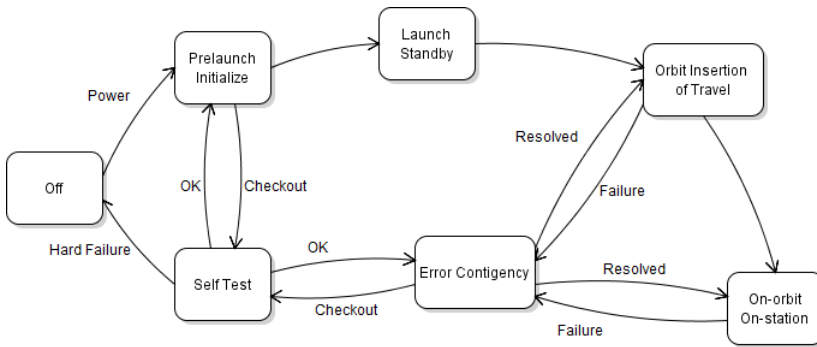 Prelaunch
Initialize
Launch
Standby
Orbit Insertion
of Travel
Power
Resolved
Off
OK
Checkout
Failure
Hard Failure
Self Test
OK
Checkout
Error Contigency
Resolved
Failure
On-orbit
On-station